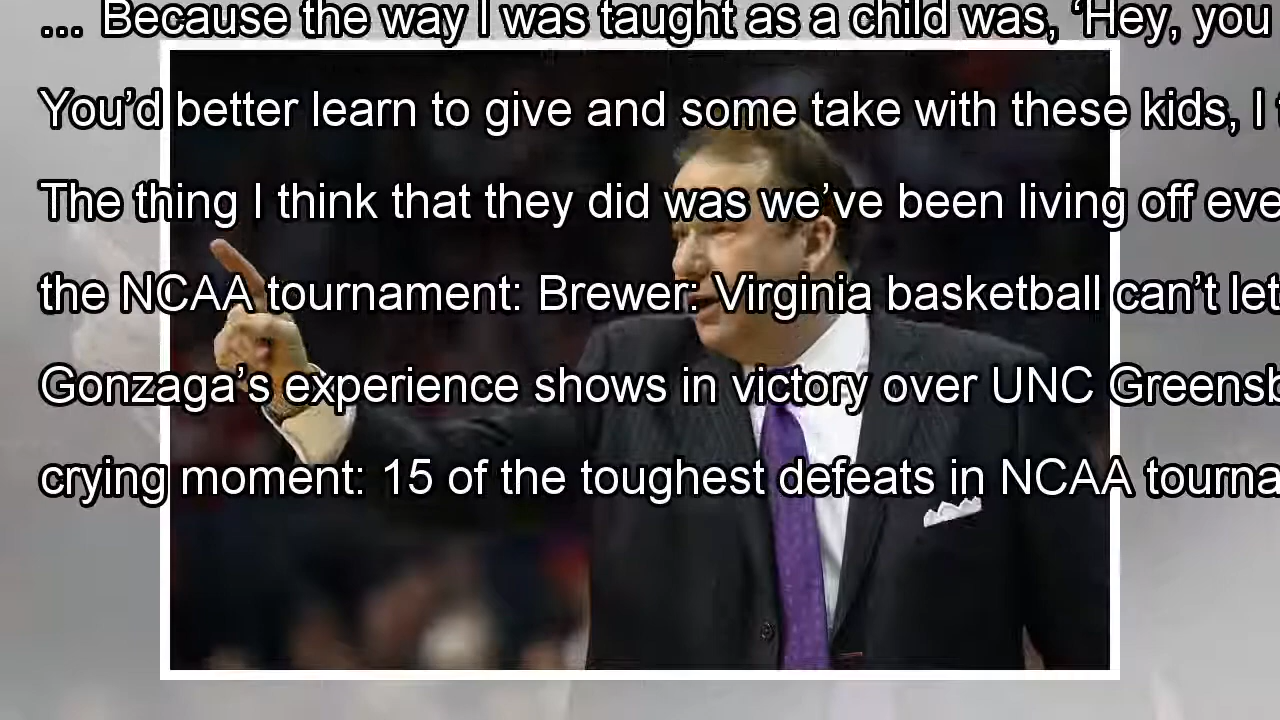 ... Because the way I was taught as a child was, ‘Hey, you
You’d better learn to give and some take with these kids, I
The thing I think that they did was we’ve been living off eve
the NCAA tournament: Brewer: Virginia basketball can’t let
Gonzaga’s experience shows in victory over UNC Greensb
crying moment: 15 of the toughest defeats in NCAA tourna